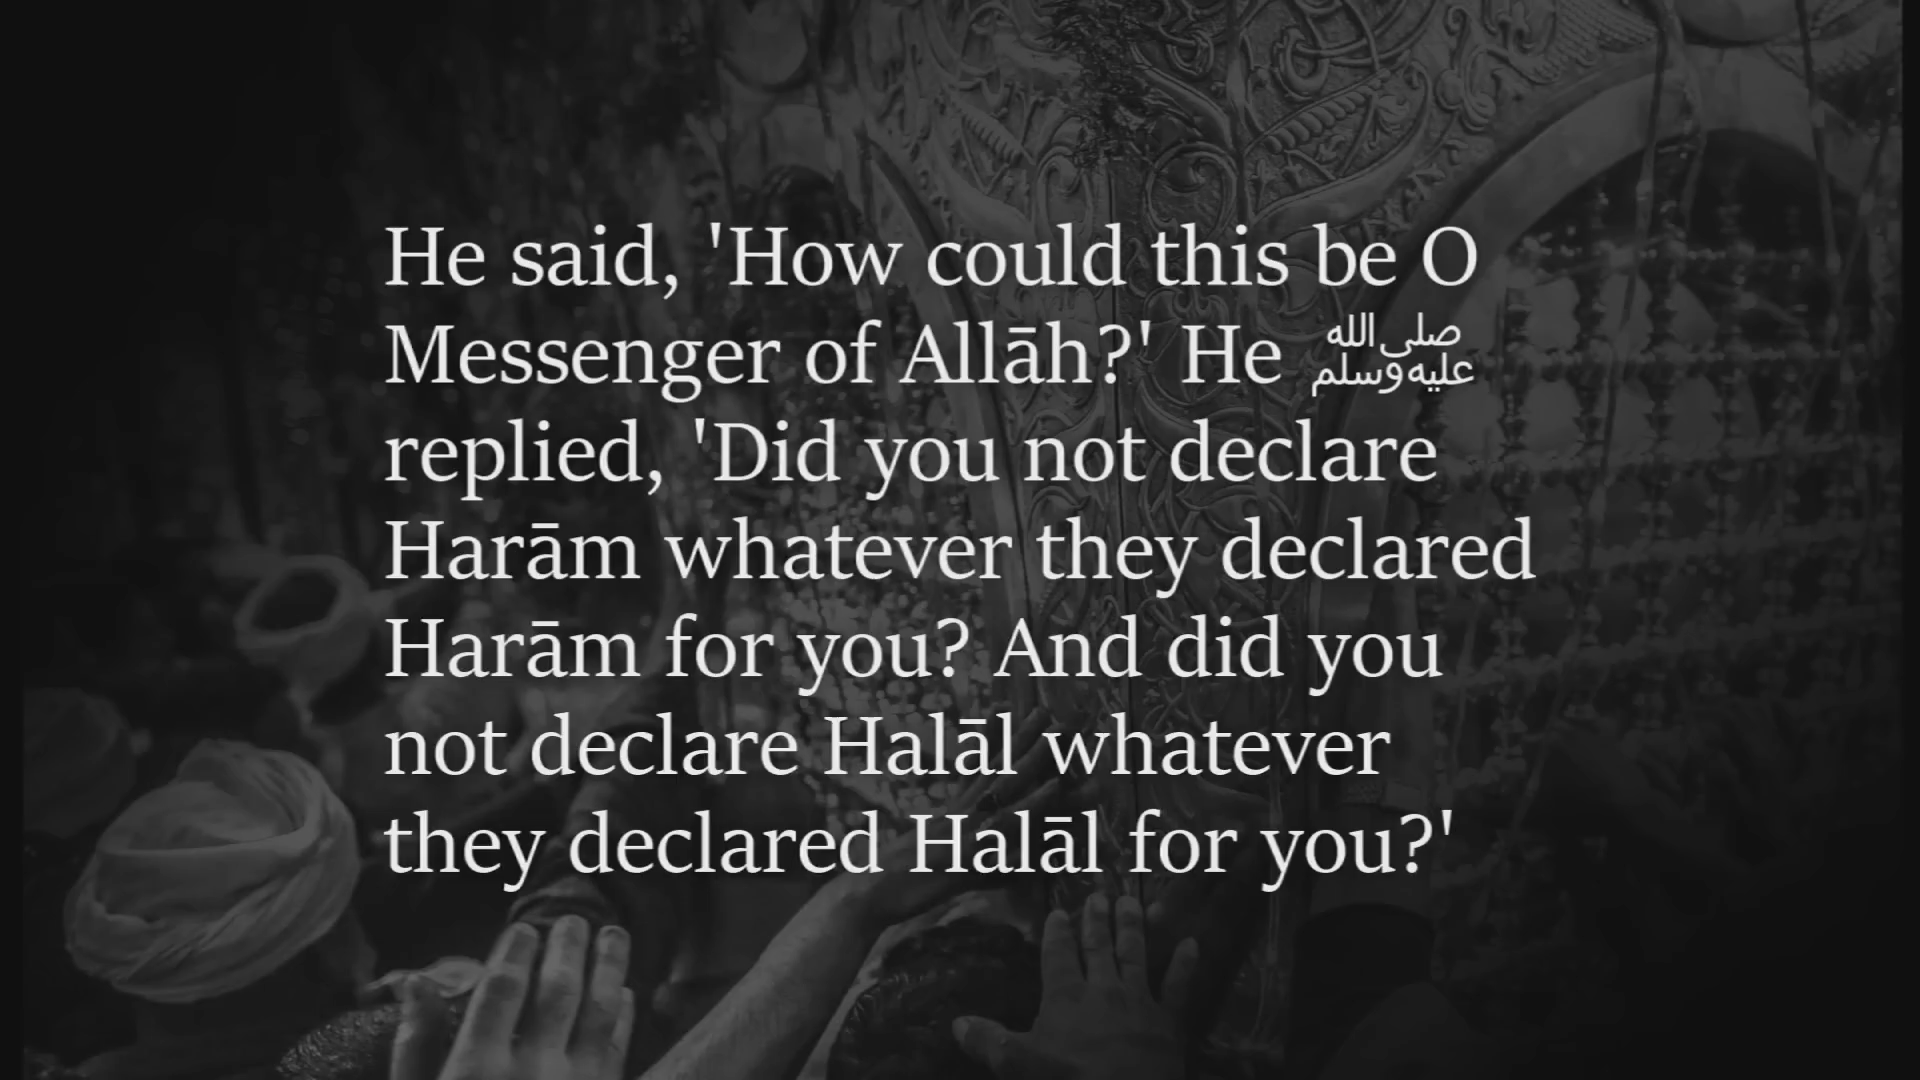 He said, 'How could this be O
Messenger of Allāh?' He ﷺ
replied, 'Did you not declare
Harām whatever they declared
Harām for you? And did you
not declare Halāl whatever
they declared Halāl for you?'